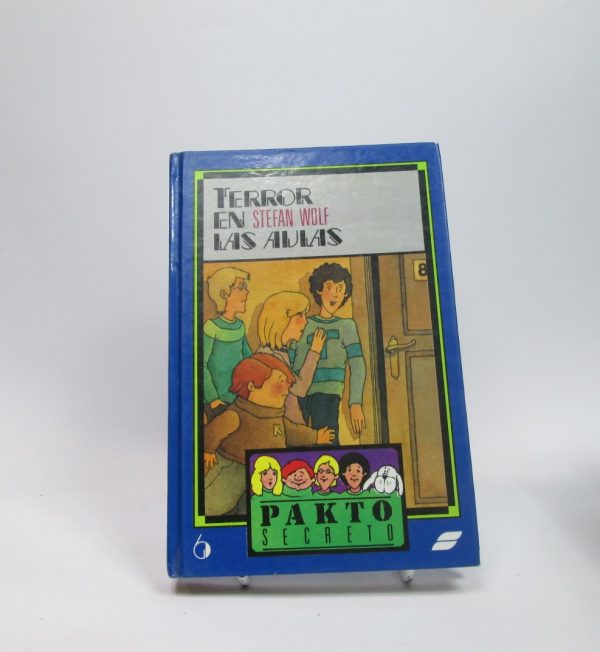 TERROR
EN STEFAN WOLF
LAS AULAS
8
K
PAKTO
SECRETO
6